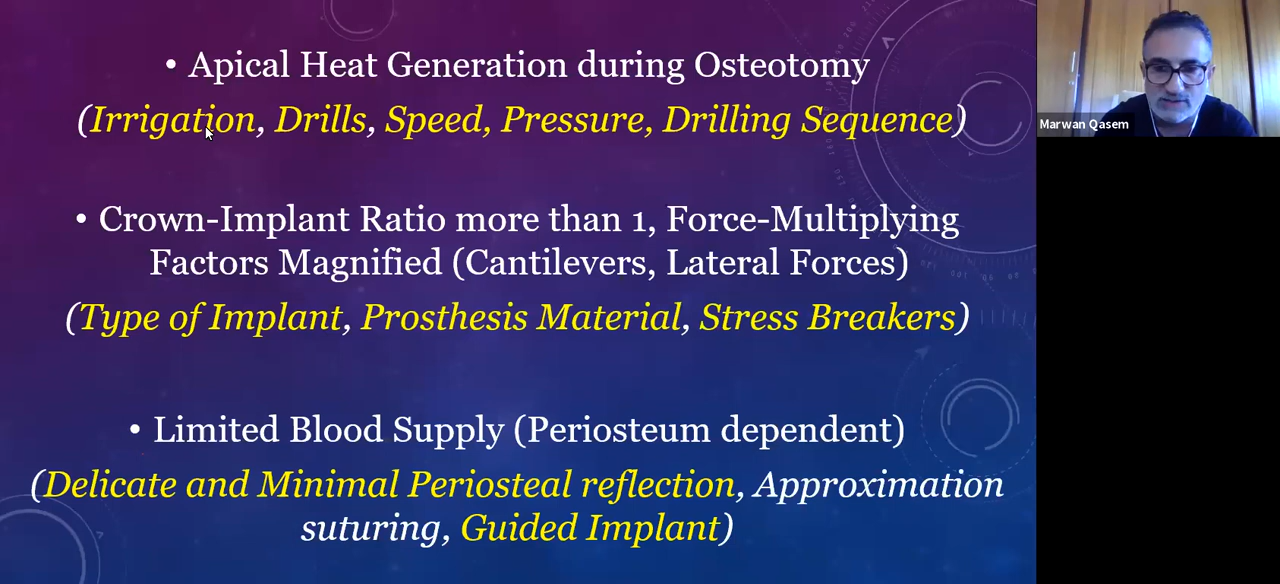 • Apical Heat Generation during Osteotomy
(Irrigation, Drills, Speed, Pressure, Drilling Sequence)
• Crown-Implant Ratio more than 1, Force-Multiplying
Factors Magnified (Cantilevers, Lateral Forces)
(Type of Implant, Prosthesis Material, Stress Breakers)
• Limited Blood Supply (Periosteum dependent)
(Delicate and Minimal Periosteal reflection, Approximation
suturing, Guided Implant)
Marwan Qasem